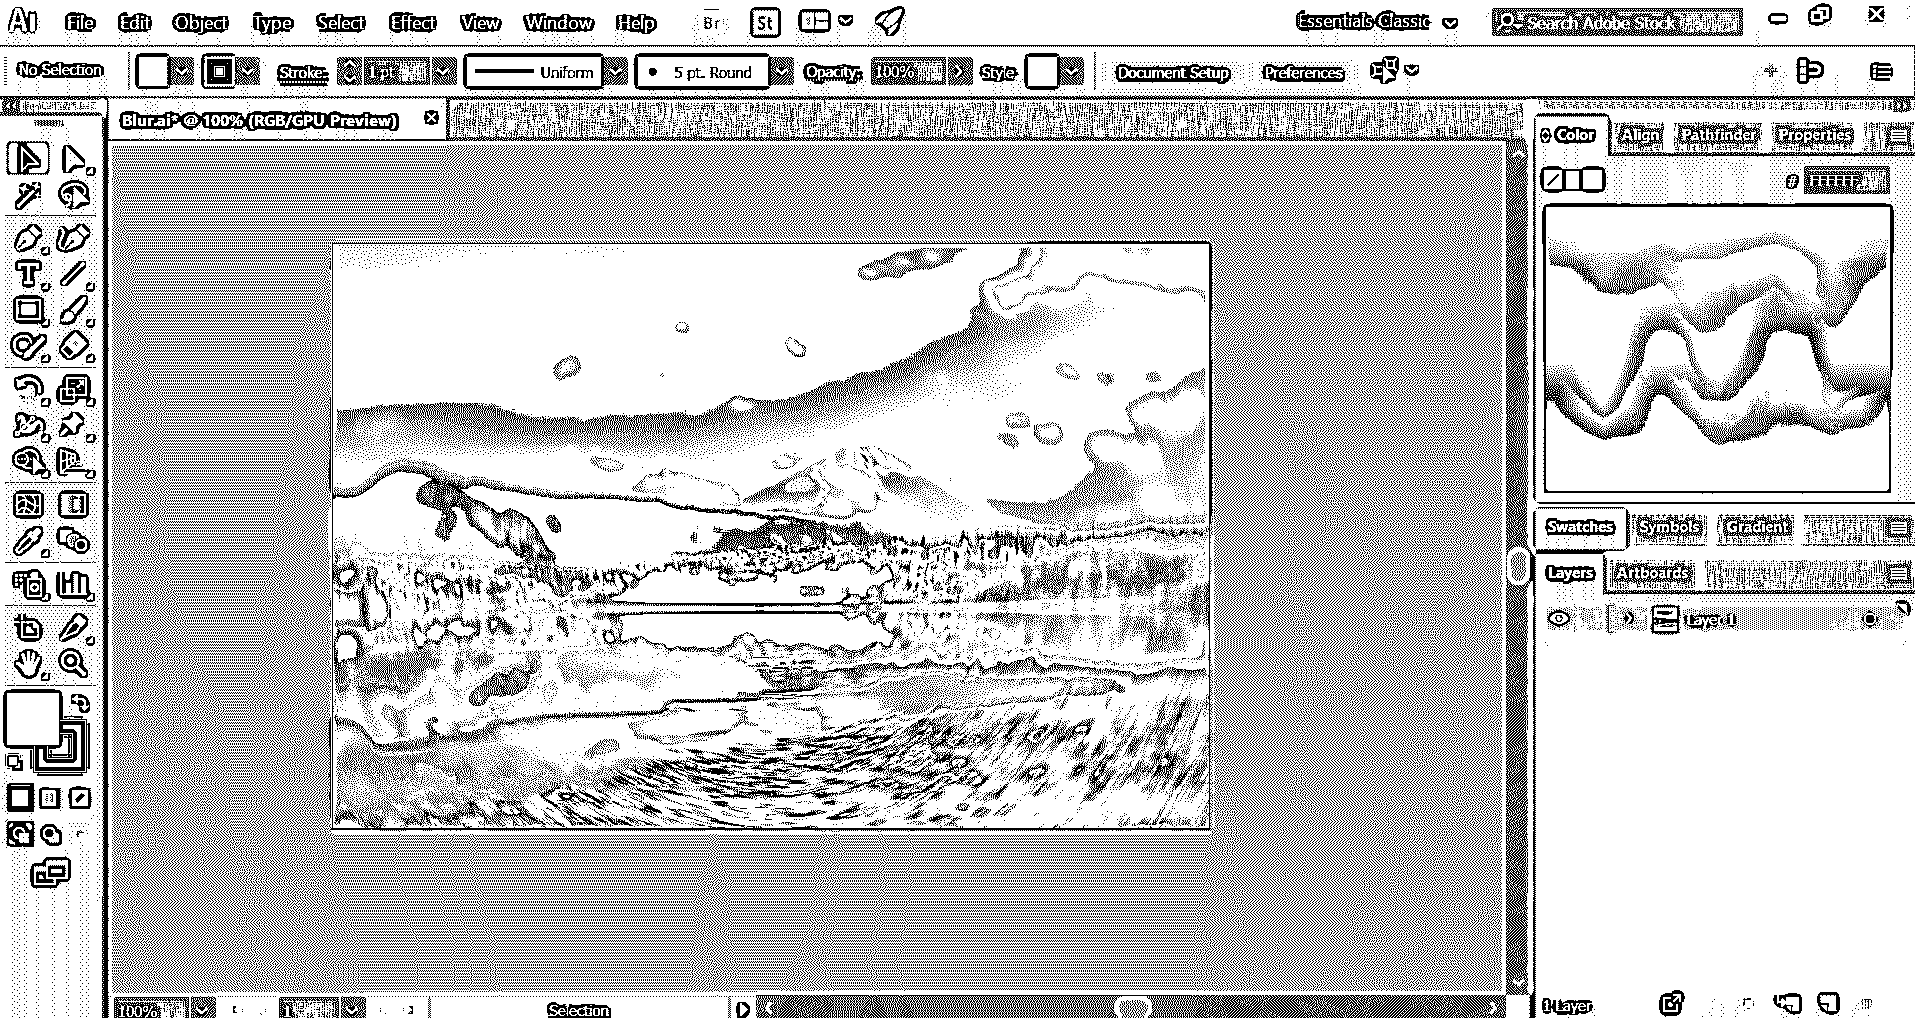 Ai File Edit Object Type Select Effect View Window Help Br St Essentials Classic Search Adobe Stock
No Selection Stroke: 1 pt Uniform 5 pt. Round Opacity: 100% Style: Document Setup Preferences
Blur.ai* @ 100% (RGB/GPU Preview)
Color Align Pathfinder Properties
# FFFFFF
Swatches Symbols Gradient
Layers Artboards
Layer 1
100% 1 Selection 1 Layer